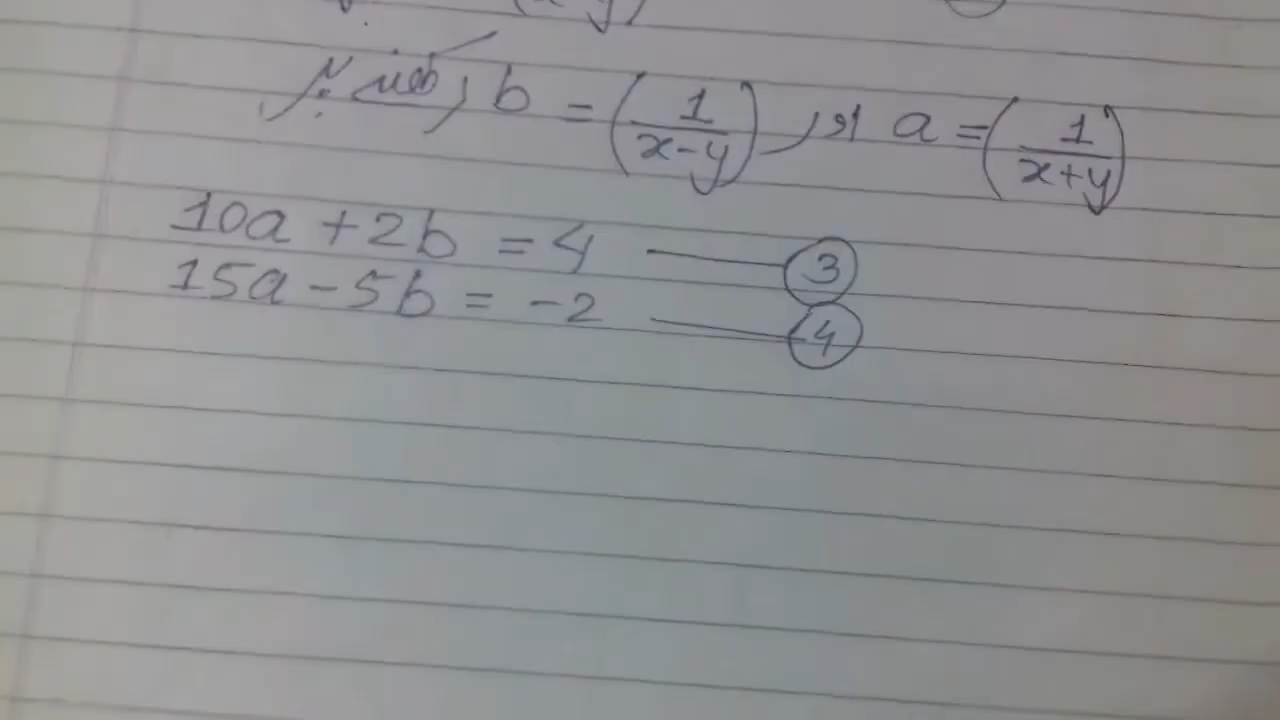 a = (1/(x+y)) اور b = (1/(x-y)) رکھنے پر
10a + 2b = 4 — ③
15a - 5b = -2 — ④